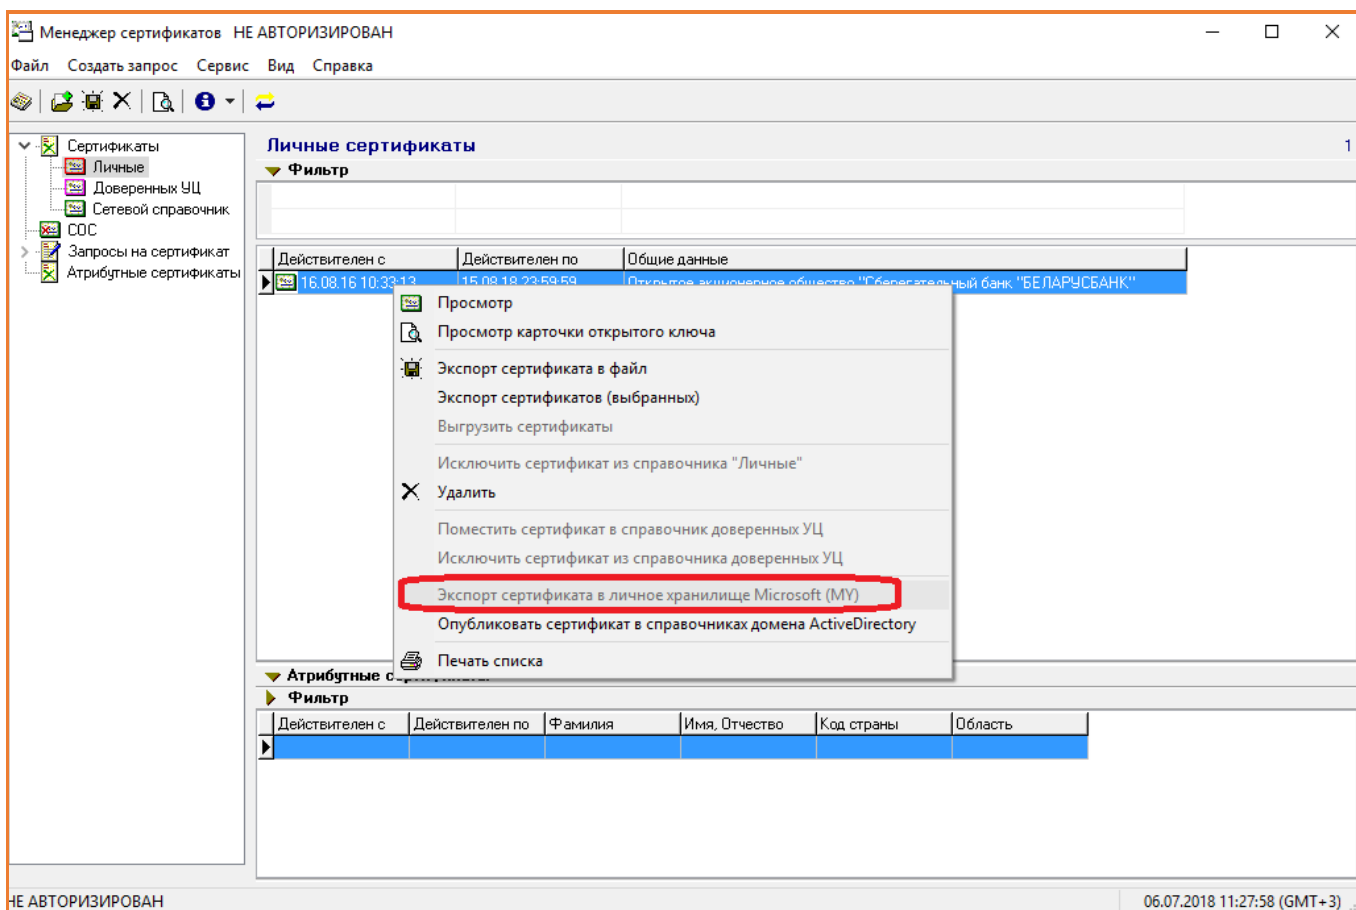 Менеджер сертификатов НЕ АВТОРИЗИРОВАН
Файл Создать запрос Сервис Вид Справка
Сертификаты
Личные
Доверенных УЦ
Сетевой справочник
СОС
Запросы на сертификат
Атрибутные сертификаты
Личные сертификаты 1
Фильтр
Действителен с Действителен по Общие данные
16.08.16 10:33:13 15.08.18 23:59:59 Открытое акционерное общество "Сберегательный банк "БЕЛАРУСБАНК"
Просмотр
Просмотр карточки открытого ключа
Экспорт сертификата в файл
Экспорт сертификатов (выбранных)
Выгрузить сертификаты
Исключить сертификат из справочника "Личные"
Удалить
Поместить сертификат в справочник доверенных УЦ
Исключить сертификат из справочника доверенных УЦ
Экспорт сертификата в личное хранилище Microsoft (MY)
Опубликовать сертификат в справочниках домена ActiveDirectory
Печать списка
Атрибутные
Фильтр
Действителен с Действителен по Фамилия Имя, Отчество Код страны Область
НЕ АВТОРИЗИРОВАН 06.07.2018 11:27:58 (GMT+3)